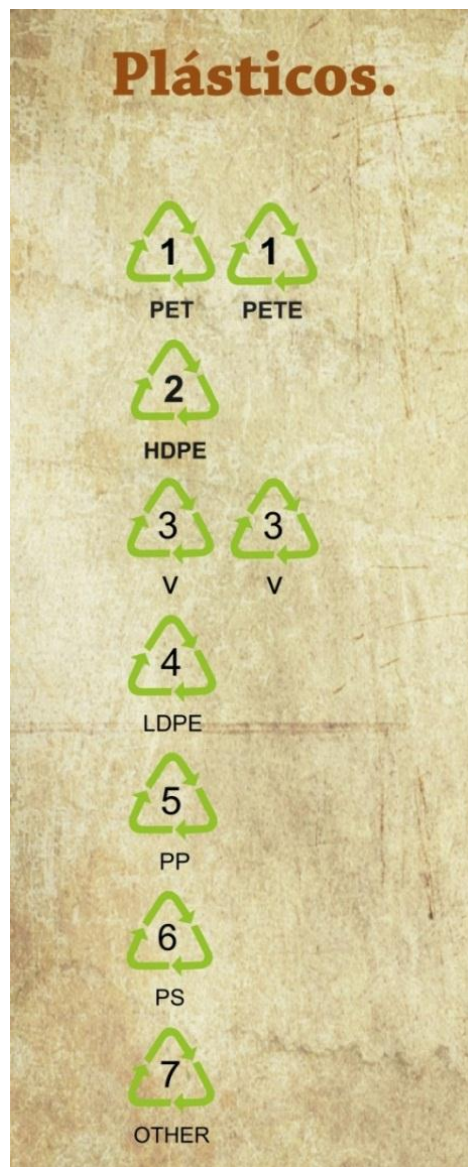 Plásticos.
1 1
PET PETE
2
HDPE
3 3
V V
4
LDPE
5
PP
6
PS
7
OTHER